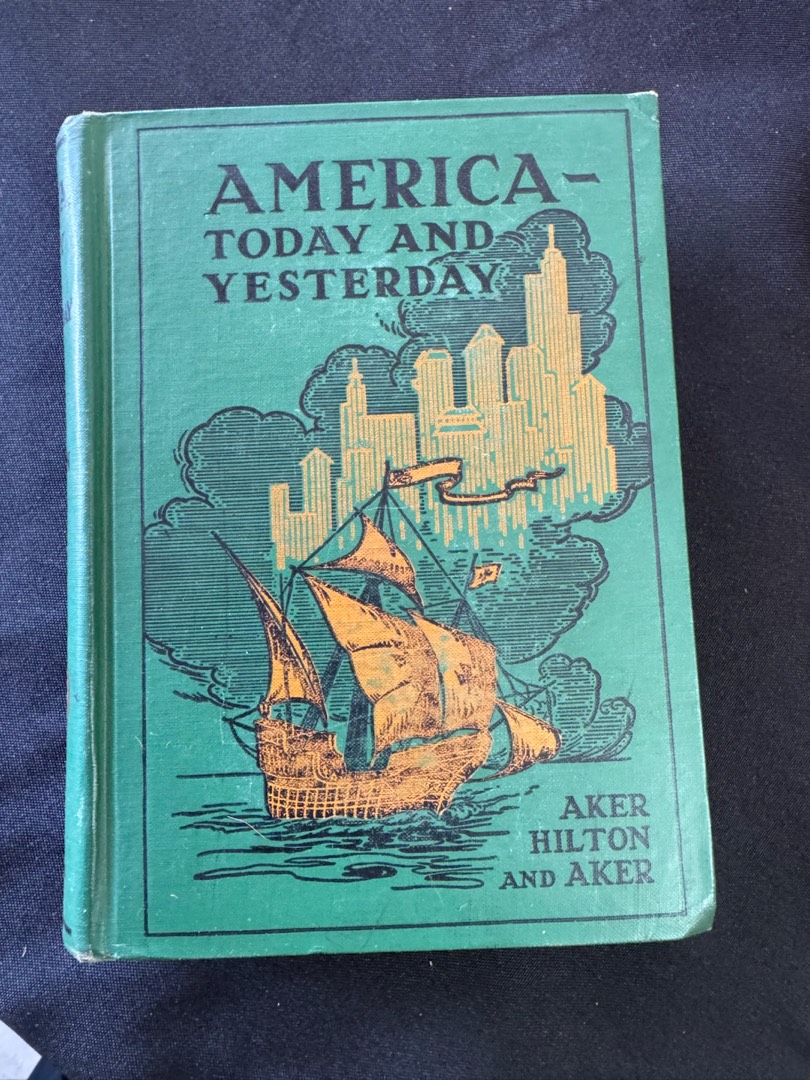 AMERICA–
TODAY AND
YESTERDAY
AKER
HILTON
AND AKER